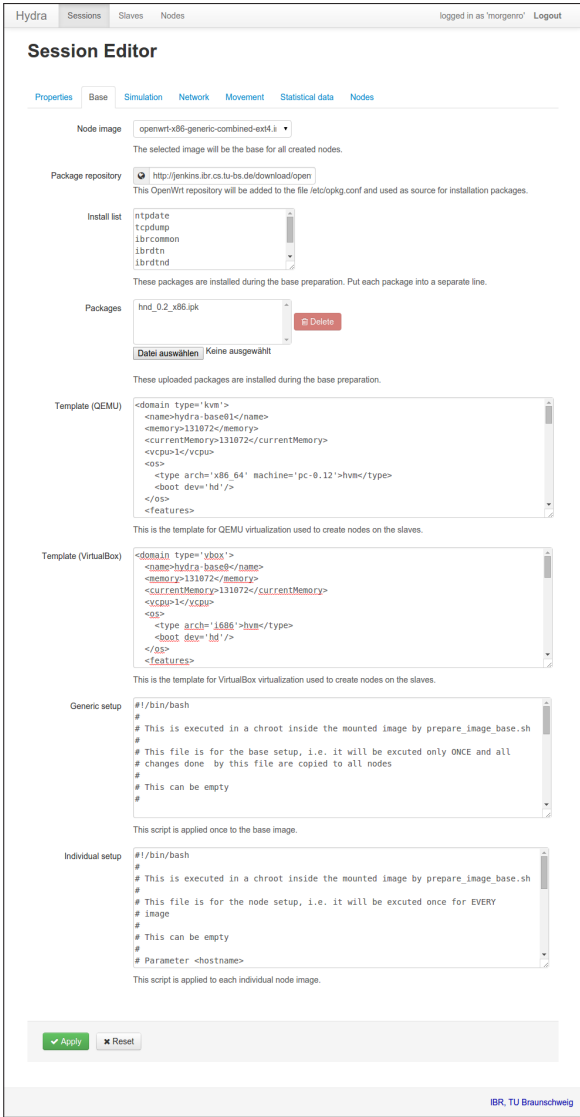 Hydra Sessions Slaves Nodes logged in as 'morgenro' Logout
Session Editor
Properties Base Simulation Network Movement Statistical data Nodes
Node image openwrt-x86-generic-combined-ext4.i
The selected image will be the base for all created nodes.
Package repository http://jenkins.ibr.cs.tu-bs.de/download/open
This OpenWrt repository will be added to the file /etc/opkg.conf and used as source for installation packages.
Install list
ntpdate
tcpdump
ibrcommon
ibrdtn
ibrdtnd
These packages are installed during the base preparation. Put each package into a separate line.
Packages hnd_0.2_x86.ipk
Delete
Datei auswählen Keine ausgewählt
These uploaded packages are installed during the base preparation.
Template (QEMU) <domain type='kvm'>
<name>hydra-base01</name>
<memory>131072</memory>
<currentMemory>131072</currentMemory>
<vcpu>1</vcpu>
<os>
<type arch='x86_64' machine='pc-0.12'>hvm</type>
<boot dev='hd'/>
</os>
<features>
This is the template for QEMU virtualization used to create nodes on the slaves.
Template (VirtualBox) <domain type='vbox'>
<name>hydra-base0</name>
<memory>131072</memory>
<currentMemory>131072</currentMemory>
<vcpu>1</vcpu>
<os>
<type arch='i686'>hvm</type>
<boot dev='hd'/>
</os>
<features>
This is the template for VirtualBox virtualization used to create nodes on the slaves.
Generic setup #!/bin/bash
#
# This is executed in a chroot inside the mounted image by prepare_image_base.sh
#
# This file is for the base setup, i.e. it will be excuted only ONCE and all
# changes done  by this file are copied to all nodes
#
# This can be empty
#
This script is applied once to the base image.
Individual setup #!/bin/bash
#
# This is executed in a chroot inside the mounted image by prepare_image_base.sh
#
# This file is for the node setup, i.e. it will be excuted once for EVERY
# image
#
# This can be empty
#
# Parameter <hostname>
This script is applied to each individual node image.
Apply Reset
IBR, TU Braunschweig